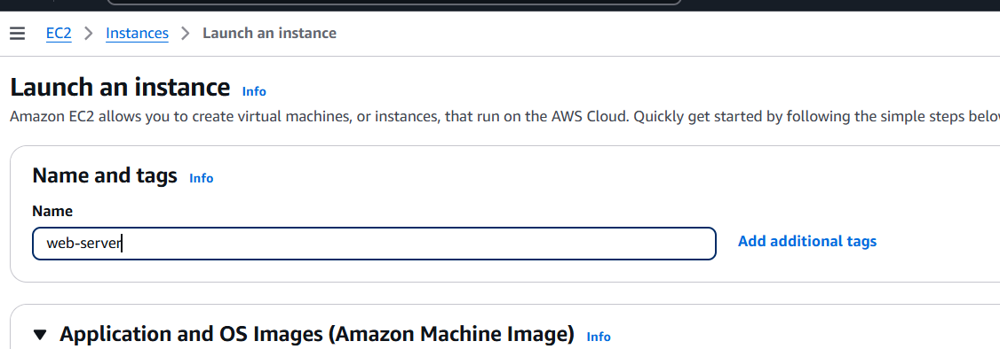 EC2 > Instances > Launch an instance
Launch an instance Info
Amazon EC2 allows you to create virtual machines, or instances, that run on the AWS Cloud. Quickly get started by following the simple steps
Name and tags Info
Name
web-server
Add additional tags
Application and OS Images (Amazon Machine Image) Info